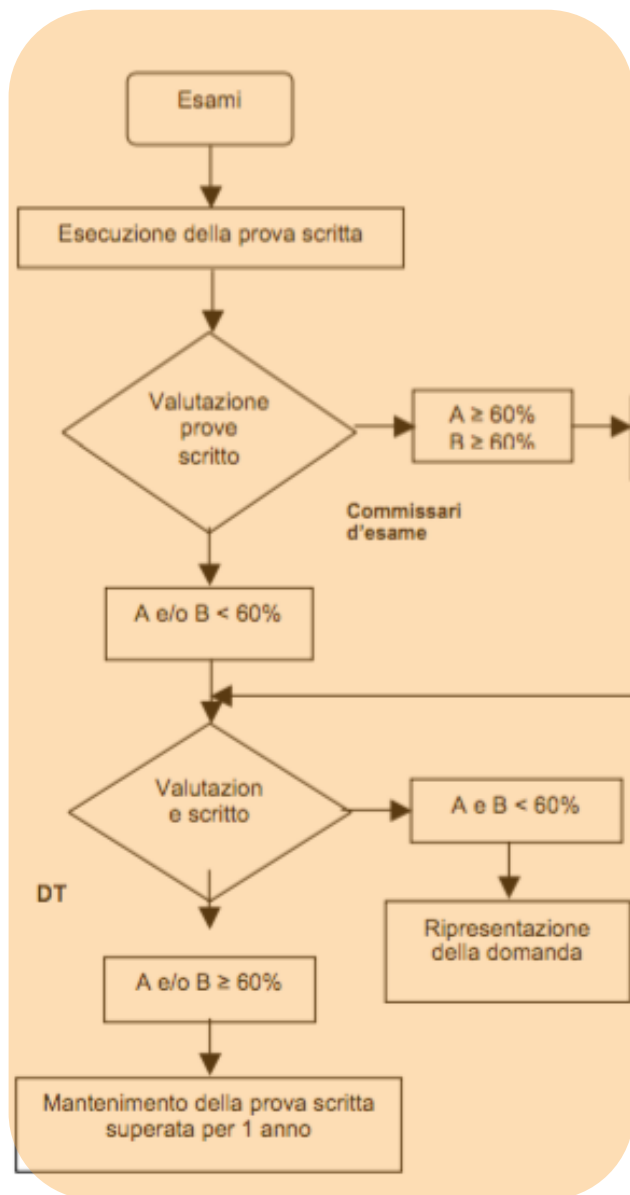 Esami
Esecuzione della prova scritta
Valutazione
prove
scritto
A ≥ 60%
B ≥ 60%
Commissari
d'esame
A e/o B < 60%
Valutazion
e scritto
A e B < 60%
DT
Ripresentazione
della domanda
A e/o B ≥ 60%
Mantenimento della prova scritta
superata per 1 anno